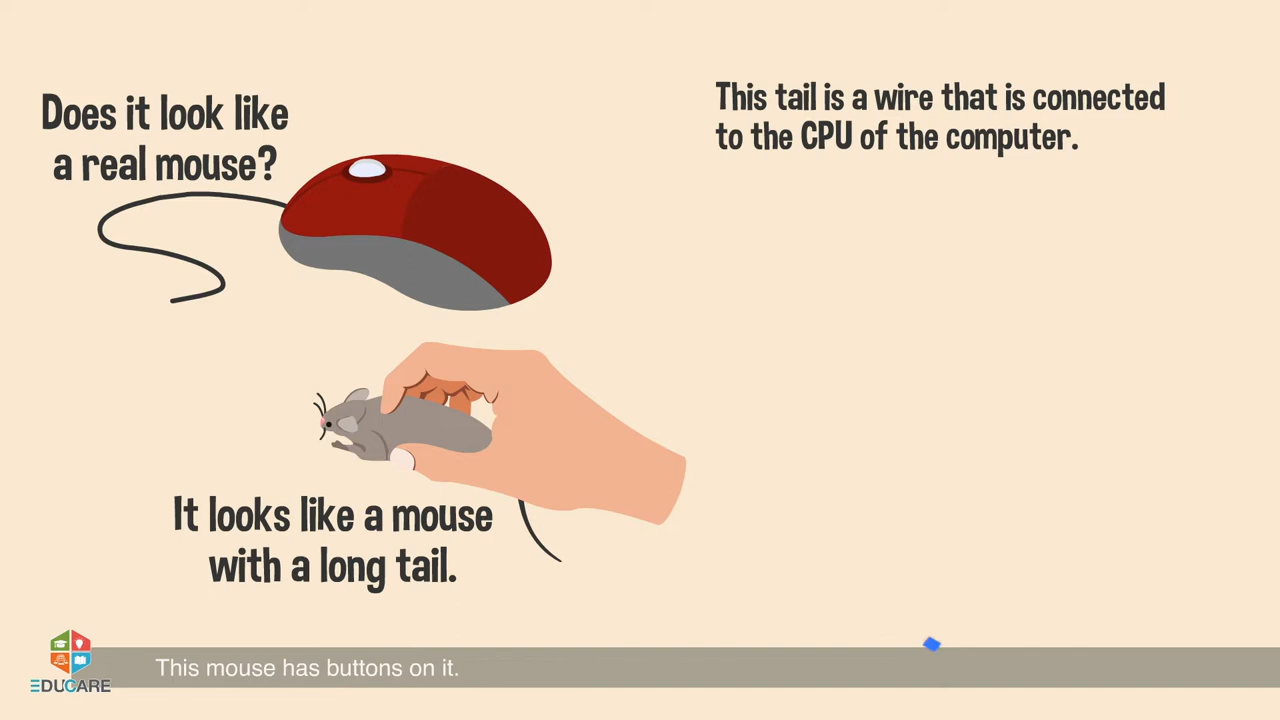 Does it look like
a real mouse?
This tail is a wire that is connected
to the CPU of the computer.
It looks like a mouse
with a long tail.
This mouse has buttons on it.
EDUCARE